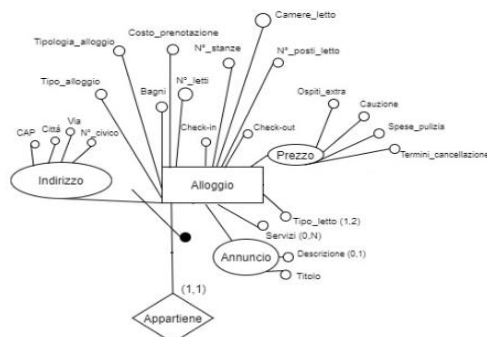 Camere_letto
Costo_prenotazione
Tipologia_alloggio
N°_stanze
N°_posti_letto
Tipo_alloggio
Bagni
N°_letti
Ospiti_extra
Cauzione
Via
Città
CAP
N°_civico
Check-in
Check-out
Spese_pulizia
Prezzo
Termini_cancellazione
Indirizzo
Alloggio
Tipo_letto (1,2)
Servizi (0,N)
Annuncio
Descrizione (0,1)
Titolo
(1,1)
Appartiene